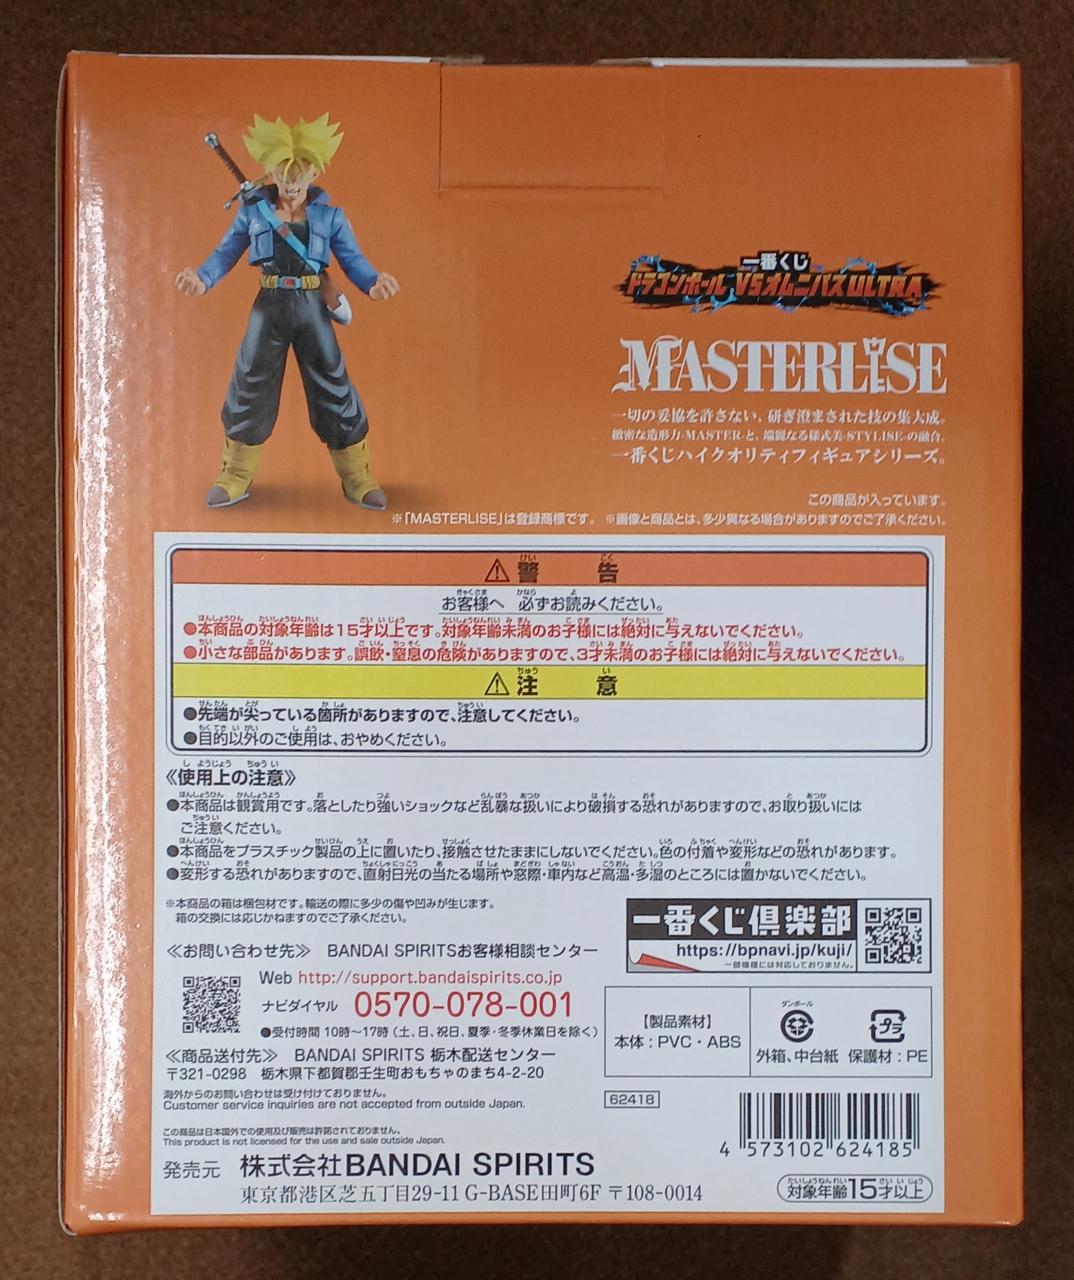 一番くじ
ドラゴンボール VSオムニバスULTRA
MASTERLISE
一切の妥協を許さない、研ぎ澄まされた技の集大成。
緻密な造形力-MASTER-と、端麗なる様式美-STYLISE-の融合。
一番くじハイクオリティフィギュアシリーズ。
この商品が入っています。
※「MASTERLISE」は登録商標です。 ※画像と商品とは、多少異なる場合がありますのでご了承ください。
⚠警告
お客様へ 必ずお読みください。
●本商品の対象年齢は15才以上です。対象年齢未満のお子様には絶対に与えないでください。
●小さな部品があります。誤飲・窒息の危険がありますので、3才未満のお子様には絶対に与えないでください。
⚠注意
●先端が尖っている箇所がありますので、注意してください。
●目的以外のご使用は、おやめください。
《使用上の注意》
●本商品は観賞用です。落としたり強いショックなど乱暴な扱いにより破損する恐れがありますので、お取り扱いには
ご注意ください。
●本商品をプラスチック製品の上に置いたり、接触させたままにしないでください。色の付着や変形などの恐れがあります。
●変形する恐れがありますので、直射日光の当たる場所や窓際・車内など高温・多湿のところには置かないでください。
※本商品の箱は梱包材です。輸送の際に多少の傷や凹みが生じます。
箱の交換には応じかねますのでご了承ください。
一番くじ倶楽部
https://bpnavi.jp/kuji/
一部機種には対応しておりません。
≪お問い合わせ先≫ BANDAI SPIRITSお客様相談センター
Web http://support.bandaispirits.co.jp
ナビダイヤル 0570-078-001
●受付時間 10時〜17時(土、日、祝日、夏季・冬季休業日を除く)
≪商品送付先≫ BANDAI SPIRITS 栃木配送センター
〒321-0298 栃木県下都賀郡壬生町おもちゃのまち4-2-20
【製品素材】
本体：PVC・ABS
ダンボール
外箱、中台紙
プラ
保護材：PE
海外からのお問い合わせは受け付けておりません。
Customer service inquiries are not accepted from outside Japan.
62418
この商品は日本国外での使用及び販売は許諾されておりません。
This product is not licensed for the use and sale outside Japan.
4 573102 624185
発売元 株式会社BANDAI SPIRITS
東京都港区芝五丁目29-11 G-BASE田町6F 〒108-0014
対象年齢15才以上